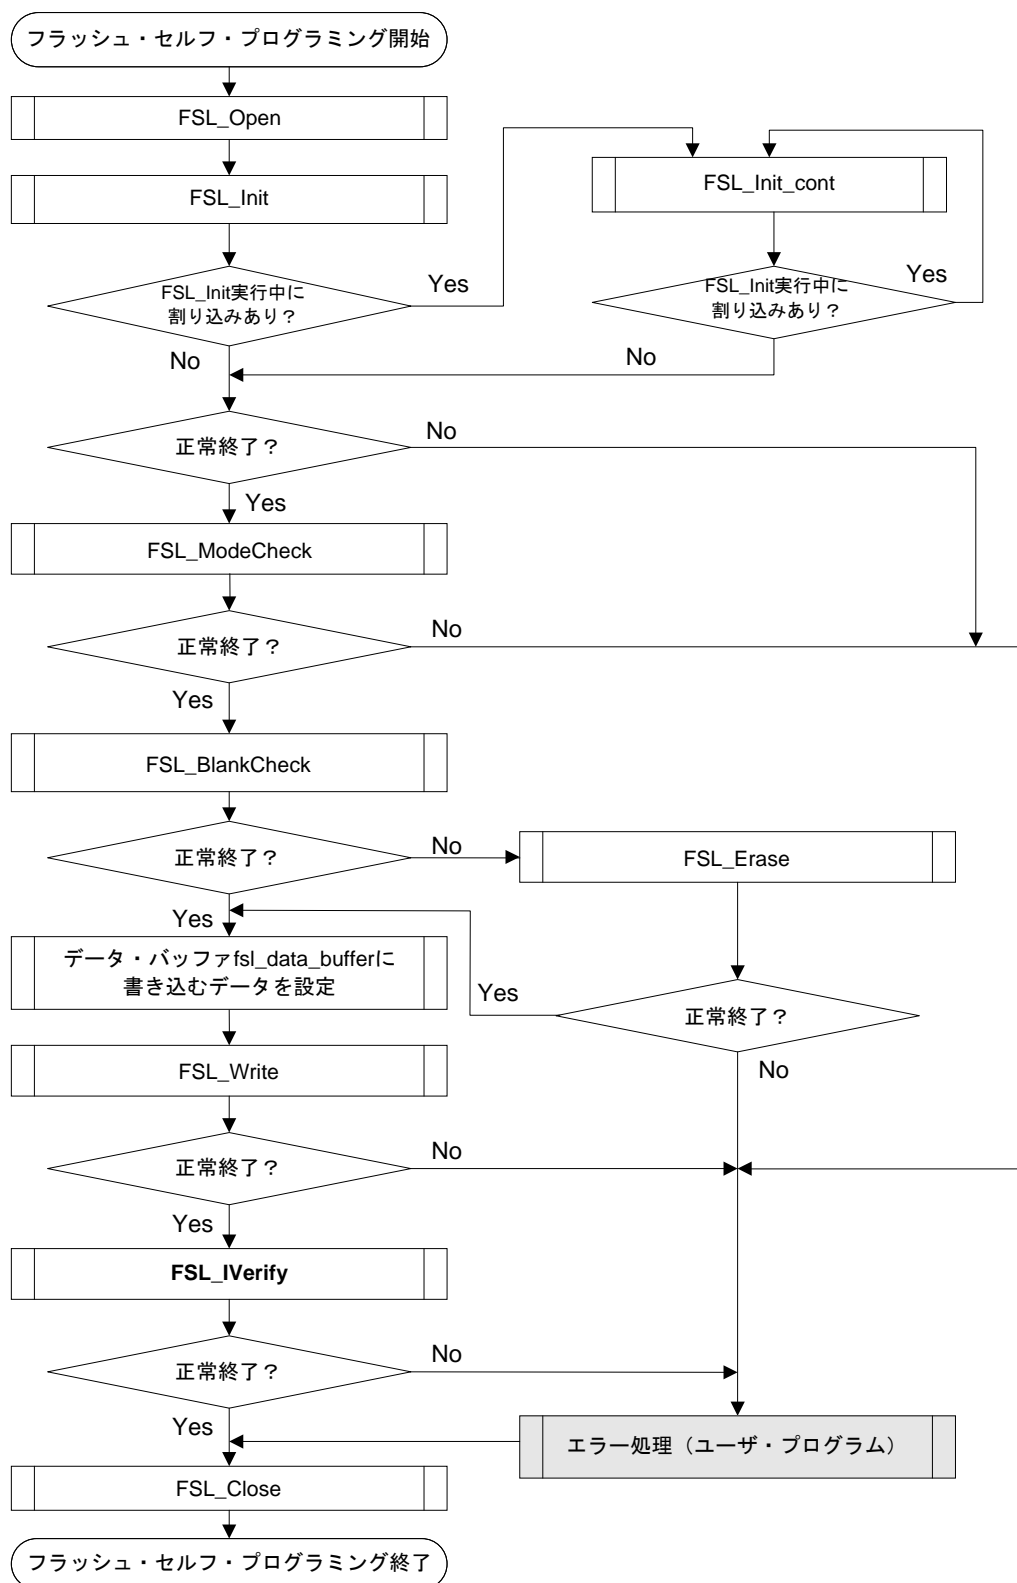 フラッシュ・セルフ・プログラミング開始
FSL_Open
FSL_Init
FSL_Init_cont
FSL_Init実行中に
割り込みあり？
Yes
FSL_Init実行中に
割り込みあり？
Yes
No
No
正常終了？
No
Yes
FSL_ModeCheck
正常終了？
No
Yes
FSL_BlankCheck
正常終了？
No
FSL_Erase
Yes
データ・バッファfsl_data_bufferに
書き込むデータを設定
Yes
正常終了？
No
FSL_Write
正常終了？
No
Yes
FSL_IVerify
正常終了？
No
Yes
エラー処理（ユーザ・プログラム）
FSL_Close
フラッシュ・セルフ・プログラミング終了